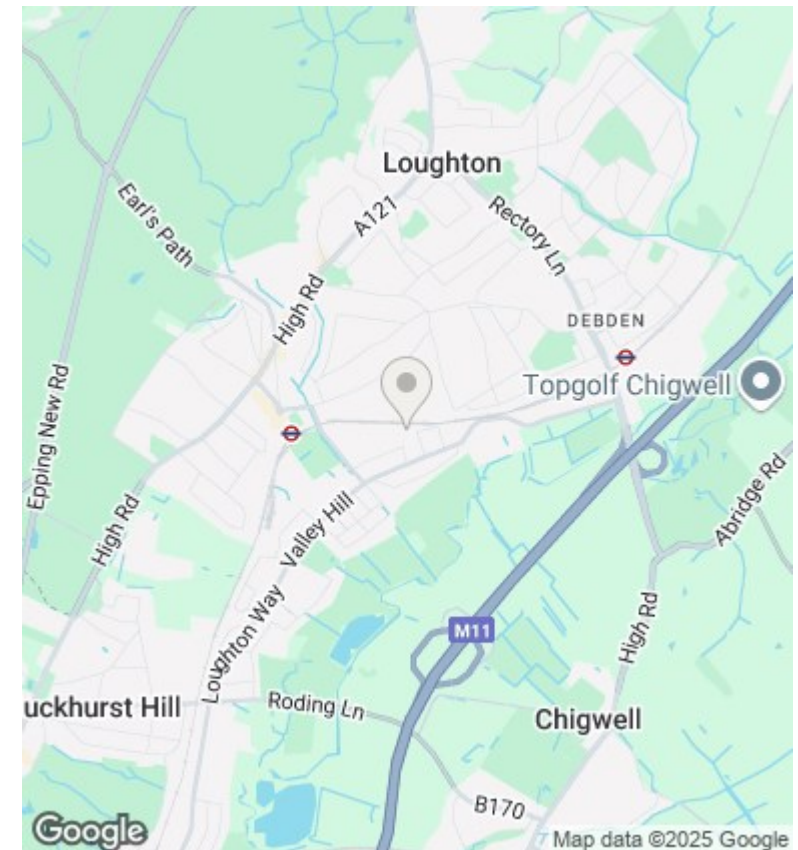 Loughton
A121
Earl's Path
Rectory Ln
High Rd
DEBDEN
Topgolf Chigwell
Epping New Rd
High Rd
Valley Hill
Abridge Rd
Loughton Way
M11
High Rd
uckhurst Hill
Roding Ln
Chigwell
B170
Google
Map data ©2025 Google